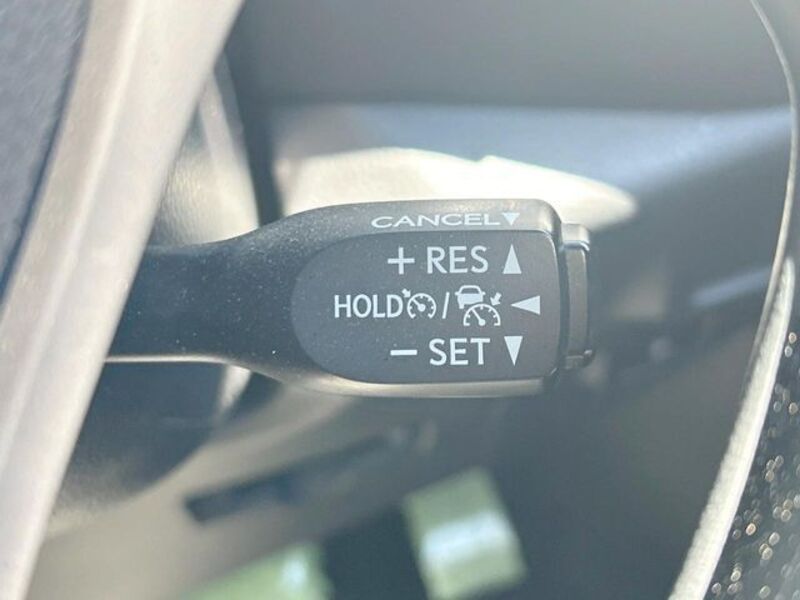 CANCEL▼
+ RES ▲
HOLD / ◀
− SET ▼